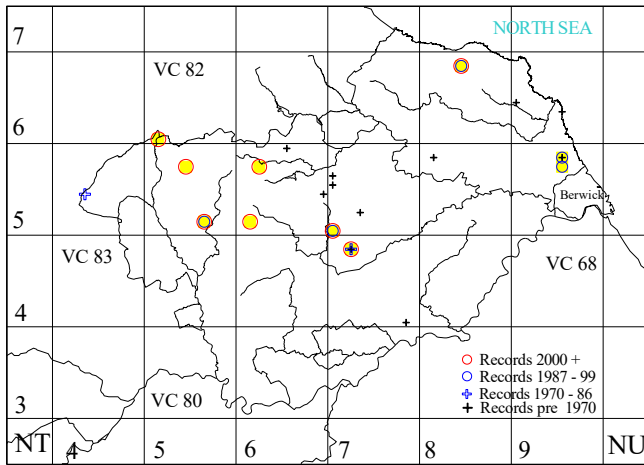 NORTH SEA
7
VC 82
6
Berwick
5
VC 83
VC 68
4
Records 2000 +
Records 1987 - 99
Records 1970 - 86
Records pre 1970
VC 80
3
NT 4 5 6 7 8 9 NU